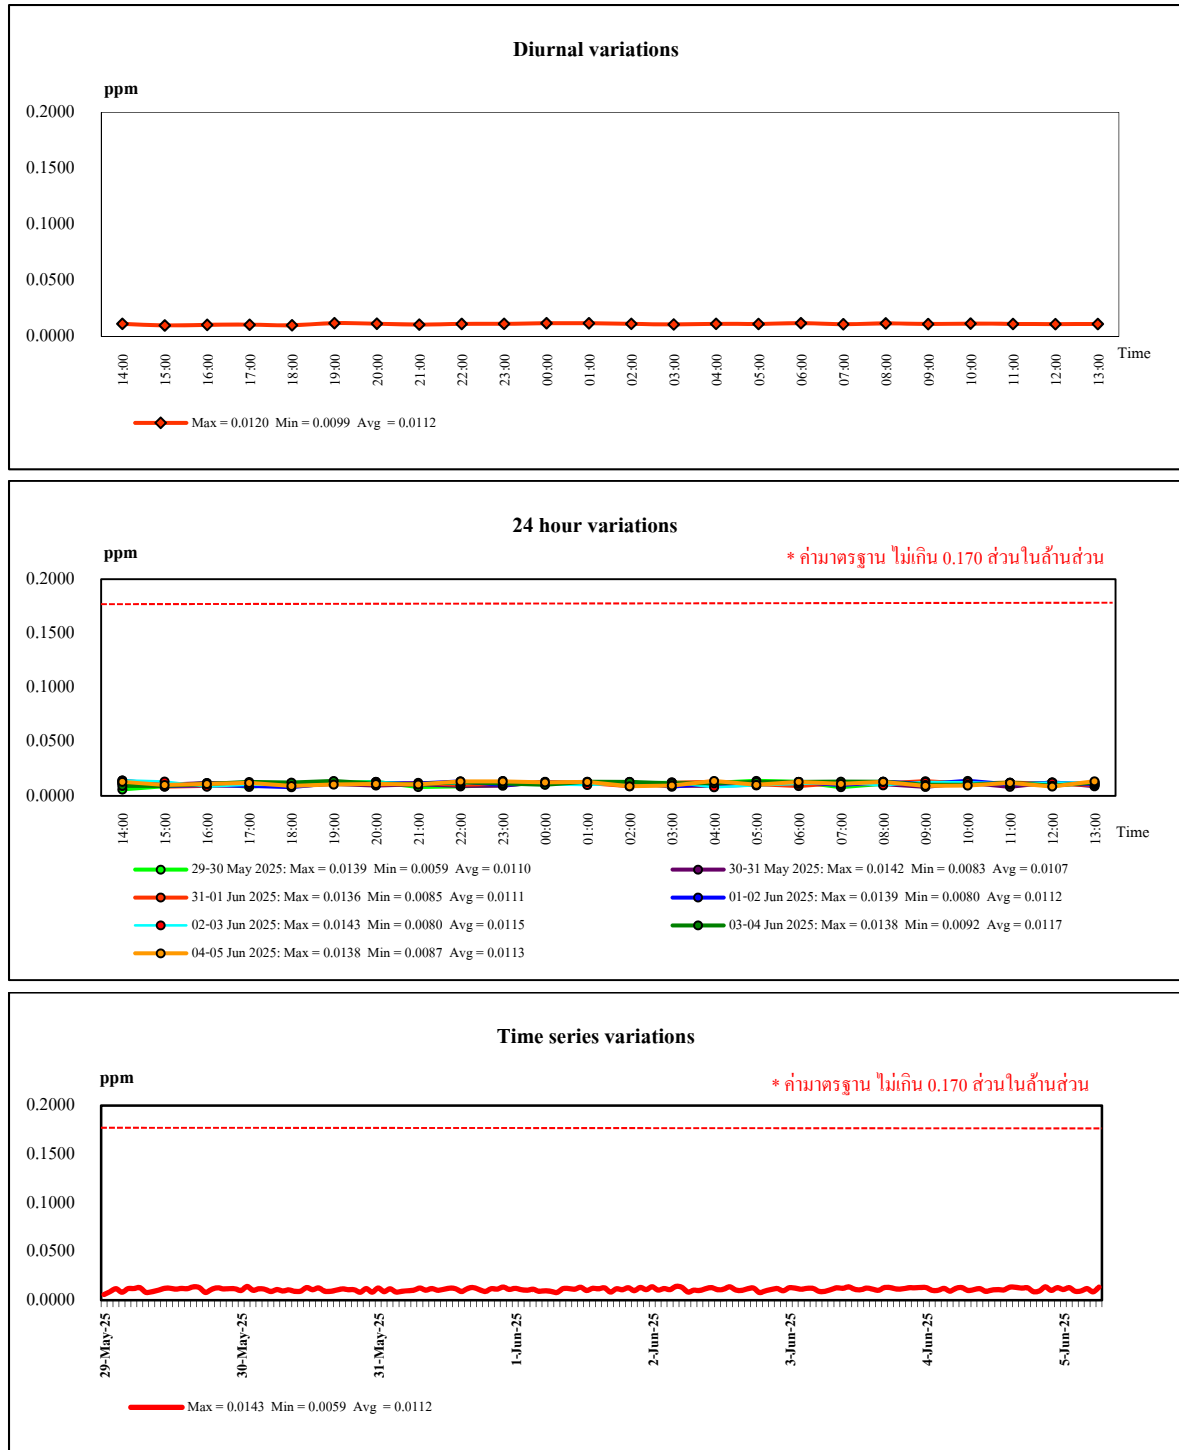 Diurnal variations
ppm
0.2000
0.1500
0.1000
0.0500
0.0000
14:00 15:00 16:00 17:00 18:00 19:00 20:00 21:00 22:00 23:00 00:00 01:00 02:00 03:00 04:00 05:00 06:00 07:00 08:00 09:00 10:00 11:00 12:00 13:00 Time
Max = 0.0120 Min = 0.0099 Avg = 0.0112
24 hour variations
ppm
* ค่ามาตรฐาน ไม่เกิน 0.170 ส่วนในล้านส่วน
0.2000
0.1500
0.1000
0.0500
0.0000
14:00 15:00 16:00 17:00 18:00 19:00 20:00 21:00 22:00 23:00 00:00 01:00 02:00 03:00 04:00 05:00 06:00 07:00 08:00 09:00 10:00 11:00 12:00 13:00 Time
29-30 May 2025: Max = 0.0139 Min = 0.0059 Avg = 0.0110
30-31 May 2025: Max = 0.0142 Min = 0.0083 Avg = 0.0107
31-01 Jun 2025: Max = 0.0136 Min = 0.0085 Avg = 0.0111
01-02 Jun 2025: Max = 0.0139 Min = 0.0080 Avg = 0.0112
02-03 Jun 2025: Max = 0.0143 Min = 0.0080 Avg = 0.0115
03-04 Jun 2025: Max = 0.0138 Min = 0.0092 Avg = 0.0117
04-05 Jun 2025: Max = 0.0138 Min = 0.0087 Avg = 0.0113
Time series variations
ppm
* ค่ามาตรฐาน ไม่เกิน 0.170 ส่วนในล้านส่วน
0.2000
0.1500
0.1000
0.0500
0.0000
29-May-25 30-May-25 31-May-25 1-Jun-25 2-Jun-25 3-Jun-25 4-Jun-25 5-Jun-25
Max = 0.0143 Min = 0.0059 Avg = 0.0112